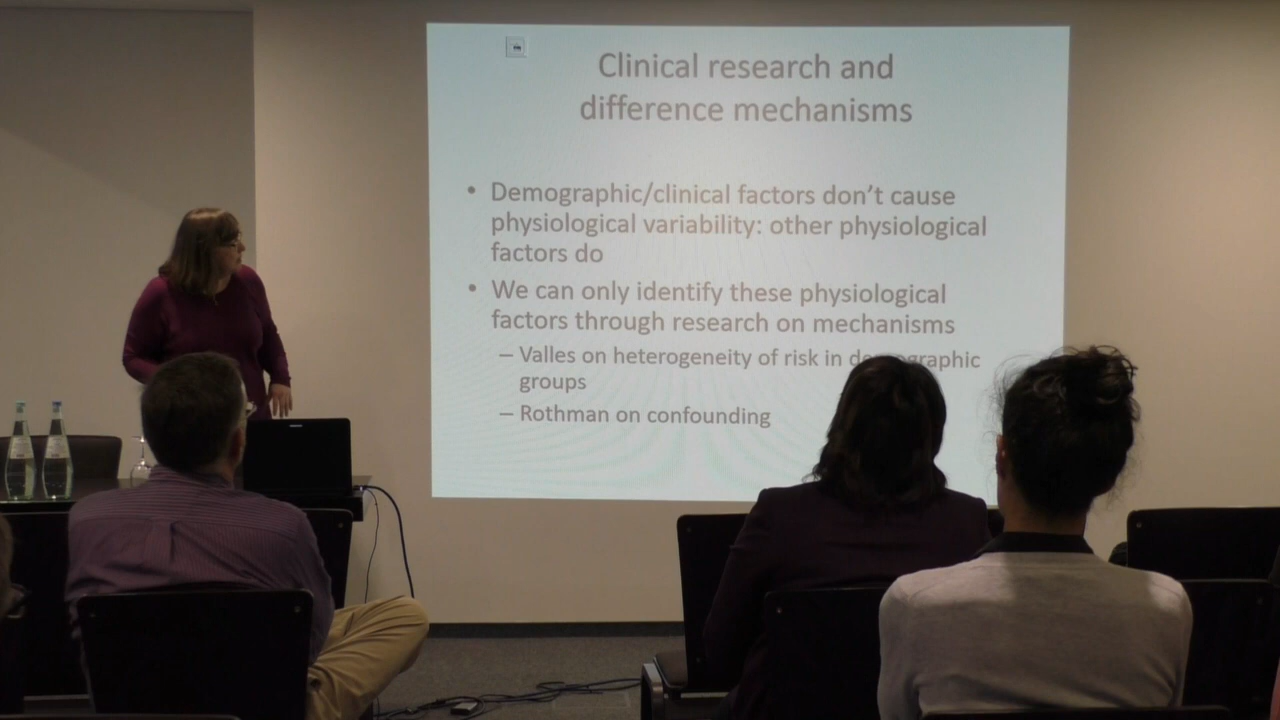 Clinical research and
difference mechanisms
• Demographic/clinical factors don't cause
physiological variability: other physiological
factors do
• We can only identify these physiological
factors through research on mechanisms
– Valles on heterogeneity of risk in demographic
groups
– Rothman on confounding